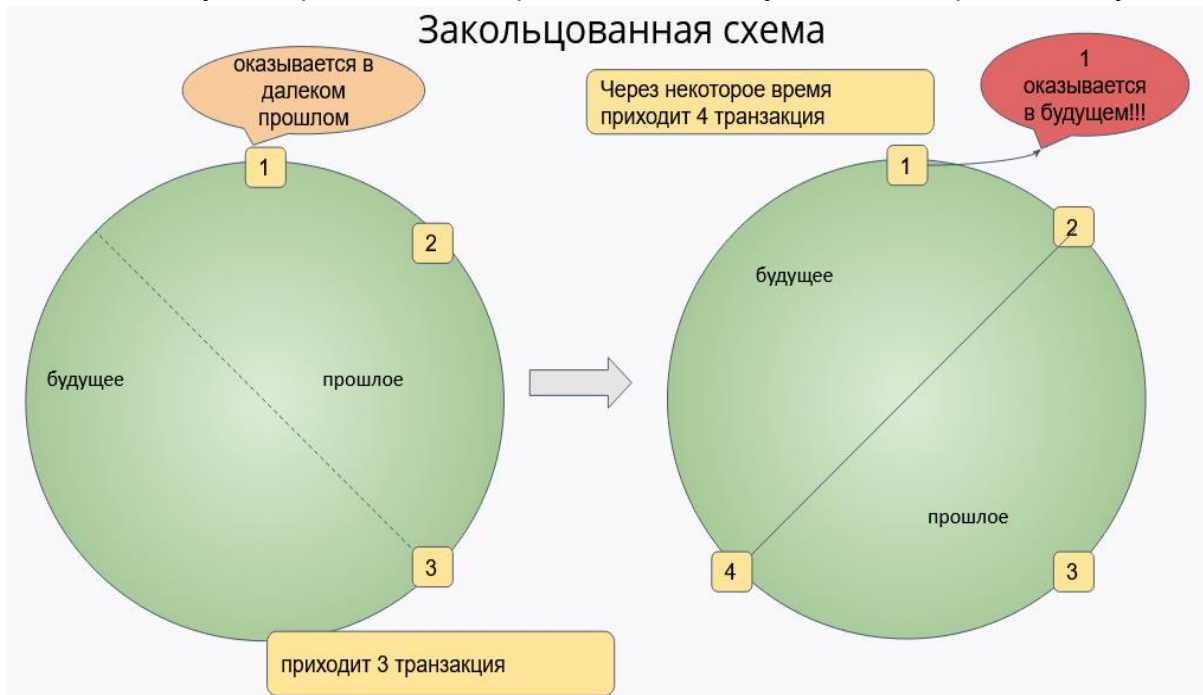 Закольцованная схема
оказывается в
далеком
прошлом
1
2
будущее
прошлое
3
приходит 3 транзакция
Через некоторое время
приходит 4 транзакция
1
оказывается
в будущем!!!
1
2
будущее
прошлое
4
3